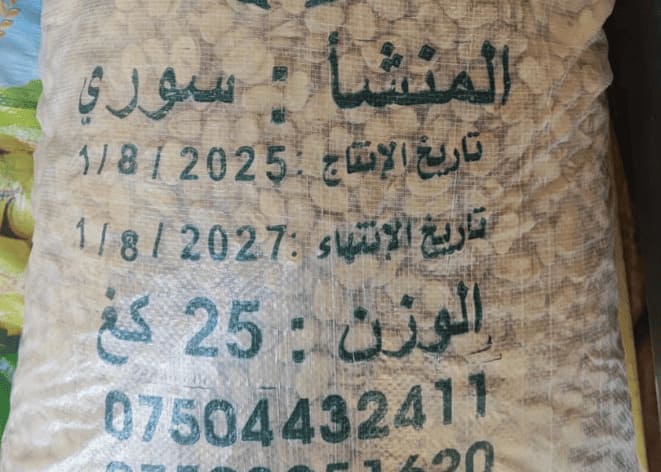 المنشأ : سوري
تاريخ الإنتاج : 1/8/2025
تاريخ الإنتهاء : 1/8/2027
الوزن : 25 كغ
07504432411